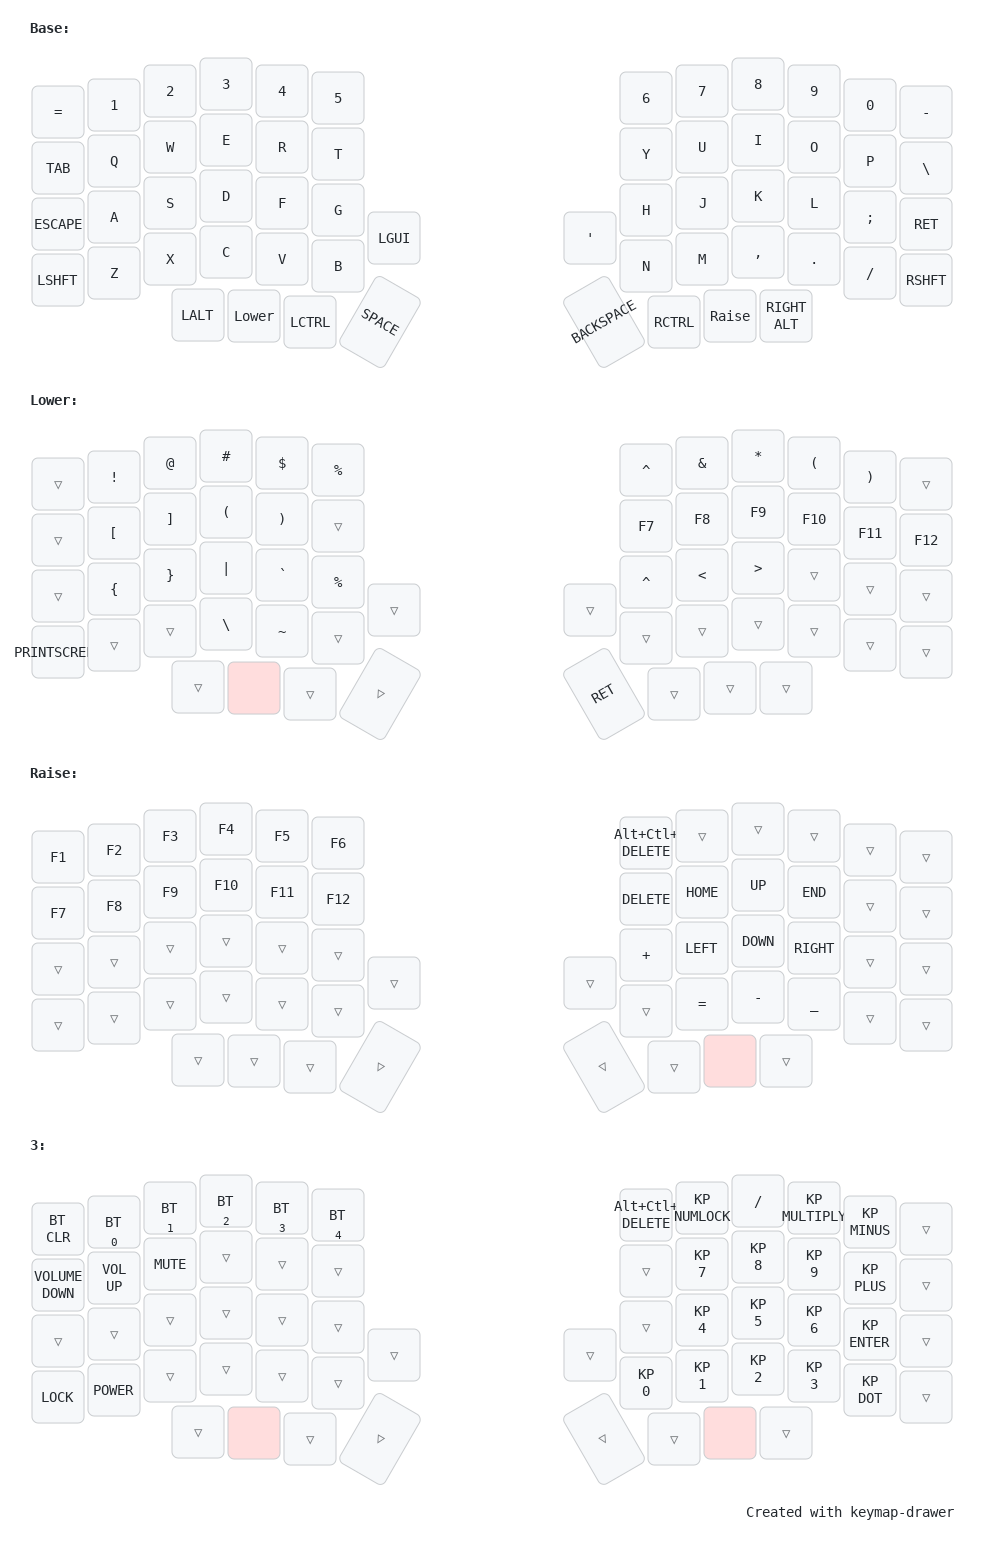 Base:
= 1 2 3 4 5 6 7 8 9 0 -
TAB Q W E R T Y U I O P \
ESCAPE A S D F G H J K L ; RET
LSHFT Z X C V B LGUI ' N M , . / RSHFT
LALT Lower LCTRL SPACE BACKSPACE RCTRL Raise RIGHT ALT
Lower:
▽ ! @ # $ % ^ & * ( ) ▽
▽ [ ] ( ) ▽ F7 F8 F9 F10 F11 F12
▽ { } | ` % ^ < > ▽ ▽ ▽
PRINTSCREE ▽ ▽ \ ~ ▽ ▽ ▽ ▽ ▽ ▽ ▽ ▽ ▽
▽ ▽ ▷ RET ▽ ▽ ▽
Raise:
F1 F2 F3 F4 F5 F6 Alt+Ctl+ DELETE ▽ ▽ ▽ ▽ ▽
F7 F8 F9 F10 F11 F12 DELETE HOME UP END ▽ ▽
▽ ▽ ▽ ▽ ▽ ▽ + LEFT DOWN RIGHT ▽ ▽
▽ ▽ ▽ ▽ ▽ ▽ ▽ ▽ ▽ = - _ ▽ ▽
▽ ▽ ▽ ▷ ◁ ▽ ▽
3:
BT CLR BT 0 BT 1 BT 2 BT 3 BT 4 Alt+Ctl+ DELETE KP NUMLOCK / KP MULTIPLY KP MINUS ▽
VOLUME DOWN VOL UP MUTE ▽ ▽ ▽ ▽ KP 7 KP 8 KP 9 KP PLUS ▽
▽ ▽ ▽ ▽ ▽ ▽ ▽ KP 4 KP 5 KP 6 KP ENTER ▽
LOCK POWER ▽ ▽ ▽ ▽ ▽ ▽ KP 0 KP 1 KP 2 KP 3 KP DOT ▽
▽ ▽ ▷ ◁ ▽ ▽
Created with keymap-drawer